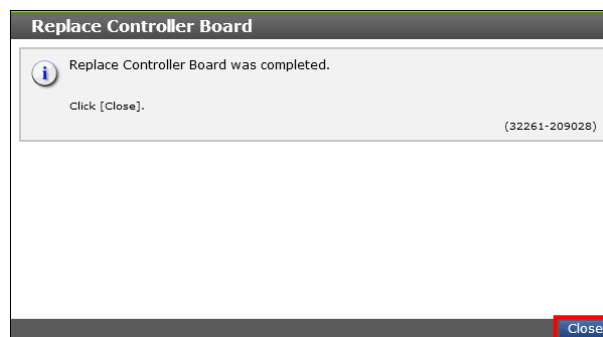 Replace Controller Board
Replace Controller Board was completed.
Click [Close].
(32261-209028)
Close